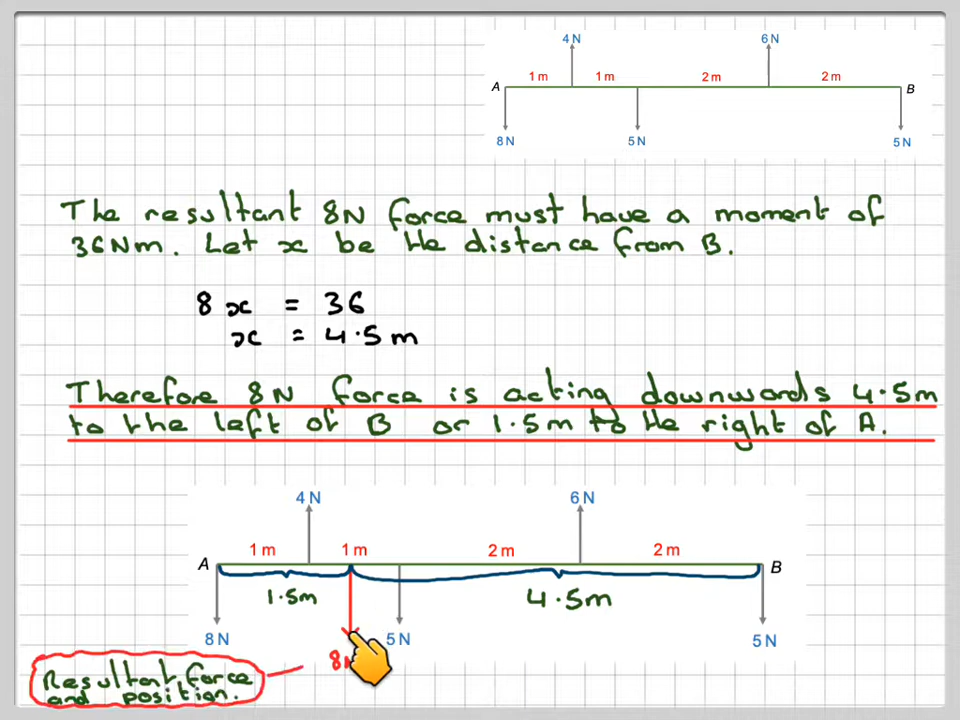 4 N 6 N
1 m 1 m 2 m 2 m
A B
8 N 5 N 5 N
The resultant 8N force must have a moment of
36Nm. Let x be the distance from B.
8 x = 36
x = 4.5 m
Therefore 8N force is acting downwards 4.5m
to the left of B or 1.5m to the right of A.
4 N 6 N
1 m 1 m 2 m 2 m
A B
1.5m 4.5m
8 N 5 N 5 N
Resultant force
and position.